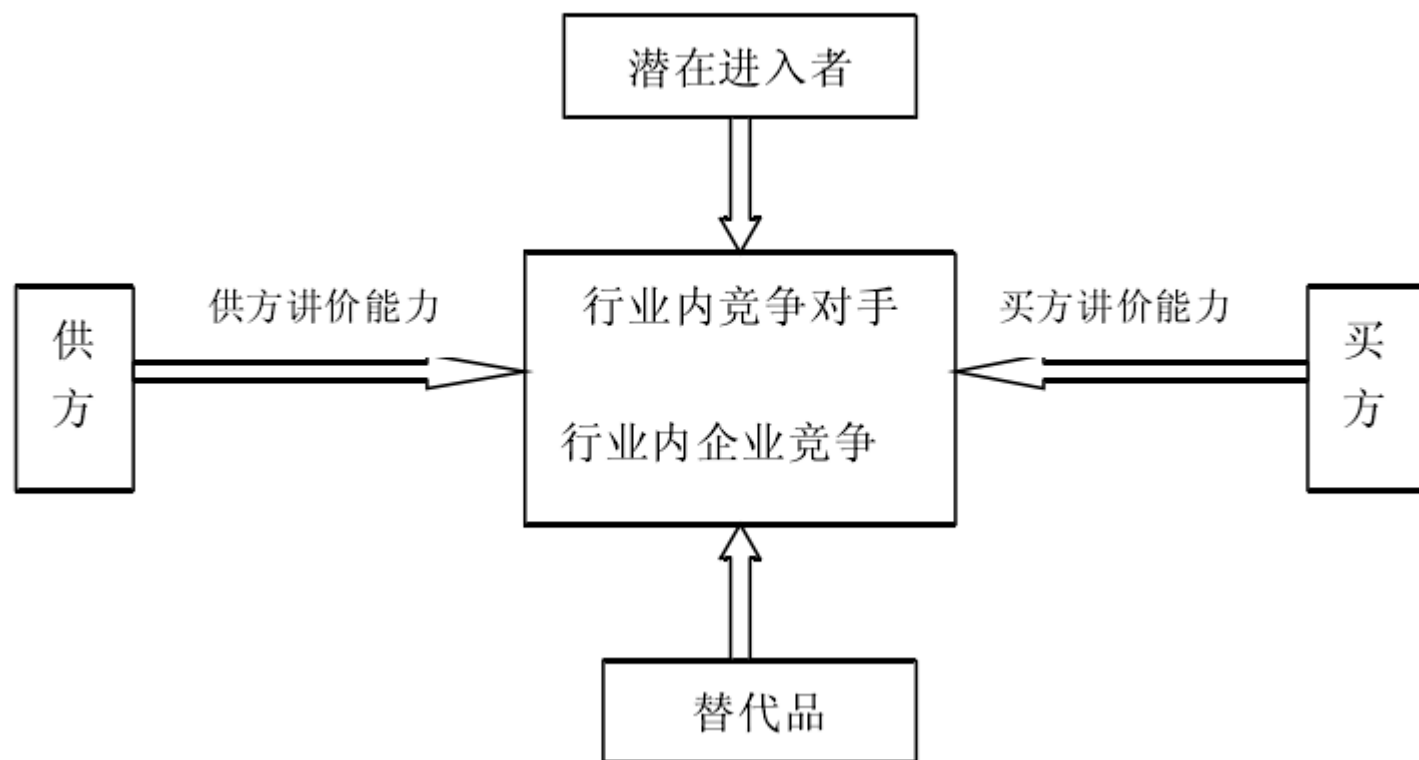 潜在进入者
供方讲价能力
行业内竞争对手
买方讲价能力
供方
买方
行业内企业竞争
替代品